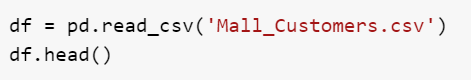 df = pd.read_csv('Mall_Customers.csv')
df.head()